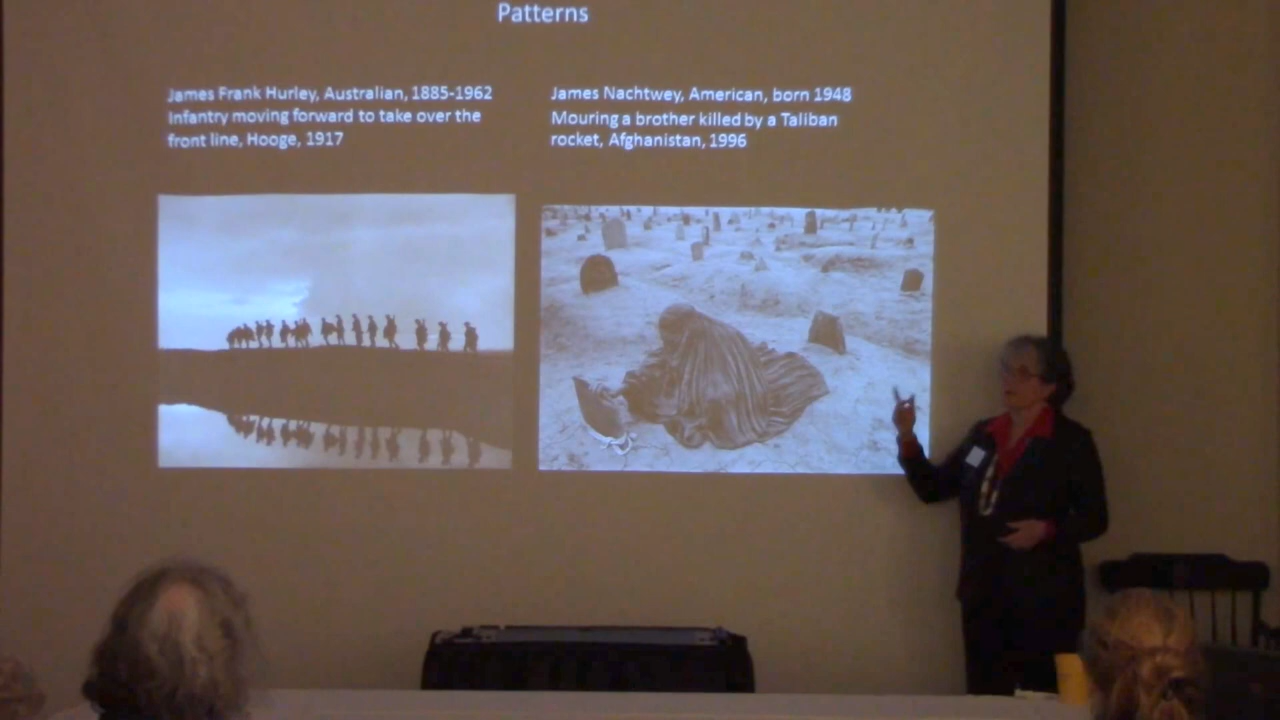 Patterns
James Frank Hurley, Australian, 1885-1962
Infantry moving forward to take over the
front line, Hooge, 1917
James Nachtwey, American, born 1948
Mouring a brother killed by a Taliban
rocket, Afghanistan, 1996